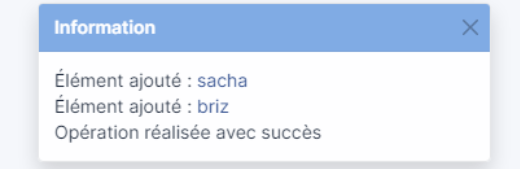 Information
Élément ajouté : sacha
Élément ajouté : briz
Opération réalisée avec succès